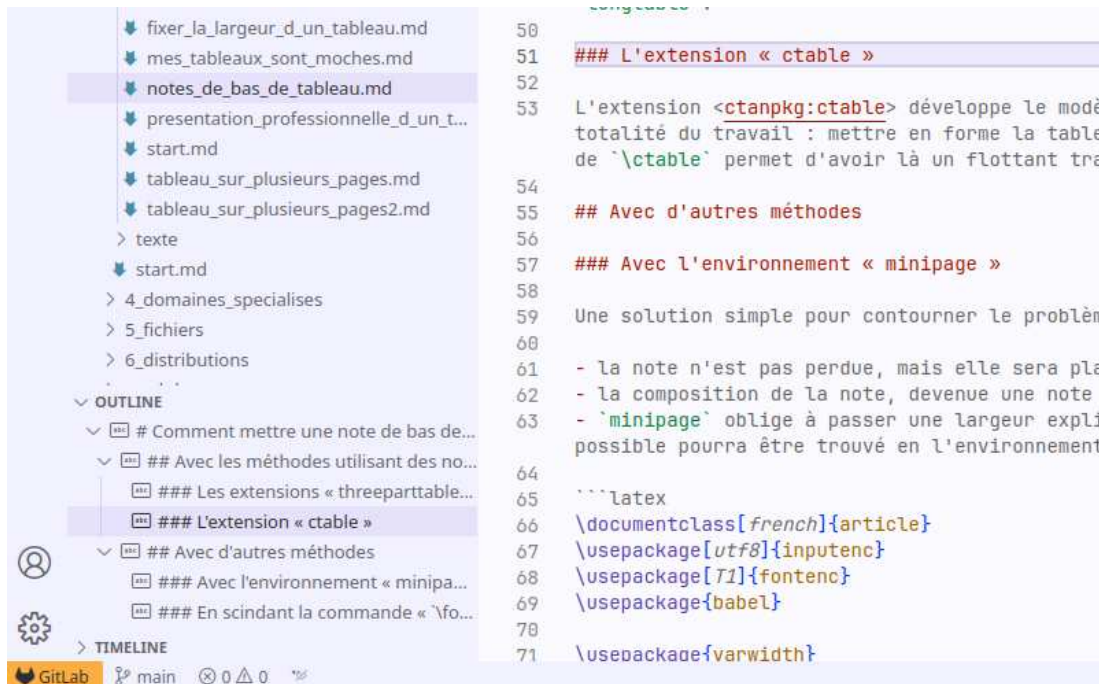 fixer_la_largeur_d_un_tableau.md
mes_tableaux_sont_moches.md
notes_de_bas_de_tableau.md
presentation_professionnelle_d_un_t...
start.md
tableau_sur_plusieurs_pages.md
tableau_sur_plusieurs_pages2.md
texte
start.md
4_domaines_specialises
5_fichiers
6_distributions
OUTLINE
# Comment mettre une note de bas de...
## Avec les méthodes utilisant des no...
### Les extensions « threeparttable...
### L'extension « ctable »
## Avec d'autres méthodes
### Avec l'environnement « minipa...
### En scindant la commande « `\fo...
TIMELINE
GitLab main 0 0
50
51 ### L'extension « ctable »
52
53 L'extension <ctanpkg:ctable> développe le modè
totalité du travail : mettre en forme la table
de `\ctable` permet d'avoir là un flottant tra
54
55 ## Avec d'autres méthodes
56
57 ### Avec l'environnement « minipage »
58
59 Une solution simple pour contourner le problèm
60
61 - la note n'est pas perdue, mais elle sera pla
62 - la composition de la note, devenue une note
63 - `minipage` oblige à passer une largeur expli
possible pourra être trouvé en l'environnement
64
65 ```latex
66 \documentclass[french]{article}
67 \usepackage[utf8]{inputenc}
68 \usepackage[T1]{fontenc}
69 \usepackage{babel}
70
71 \usepackage{varwidth}